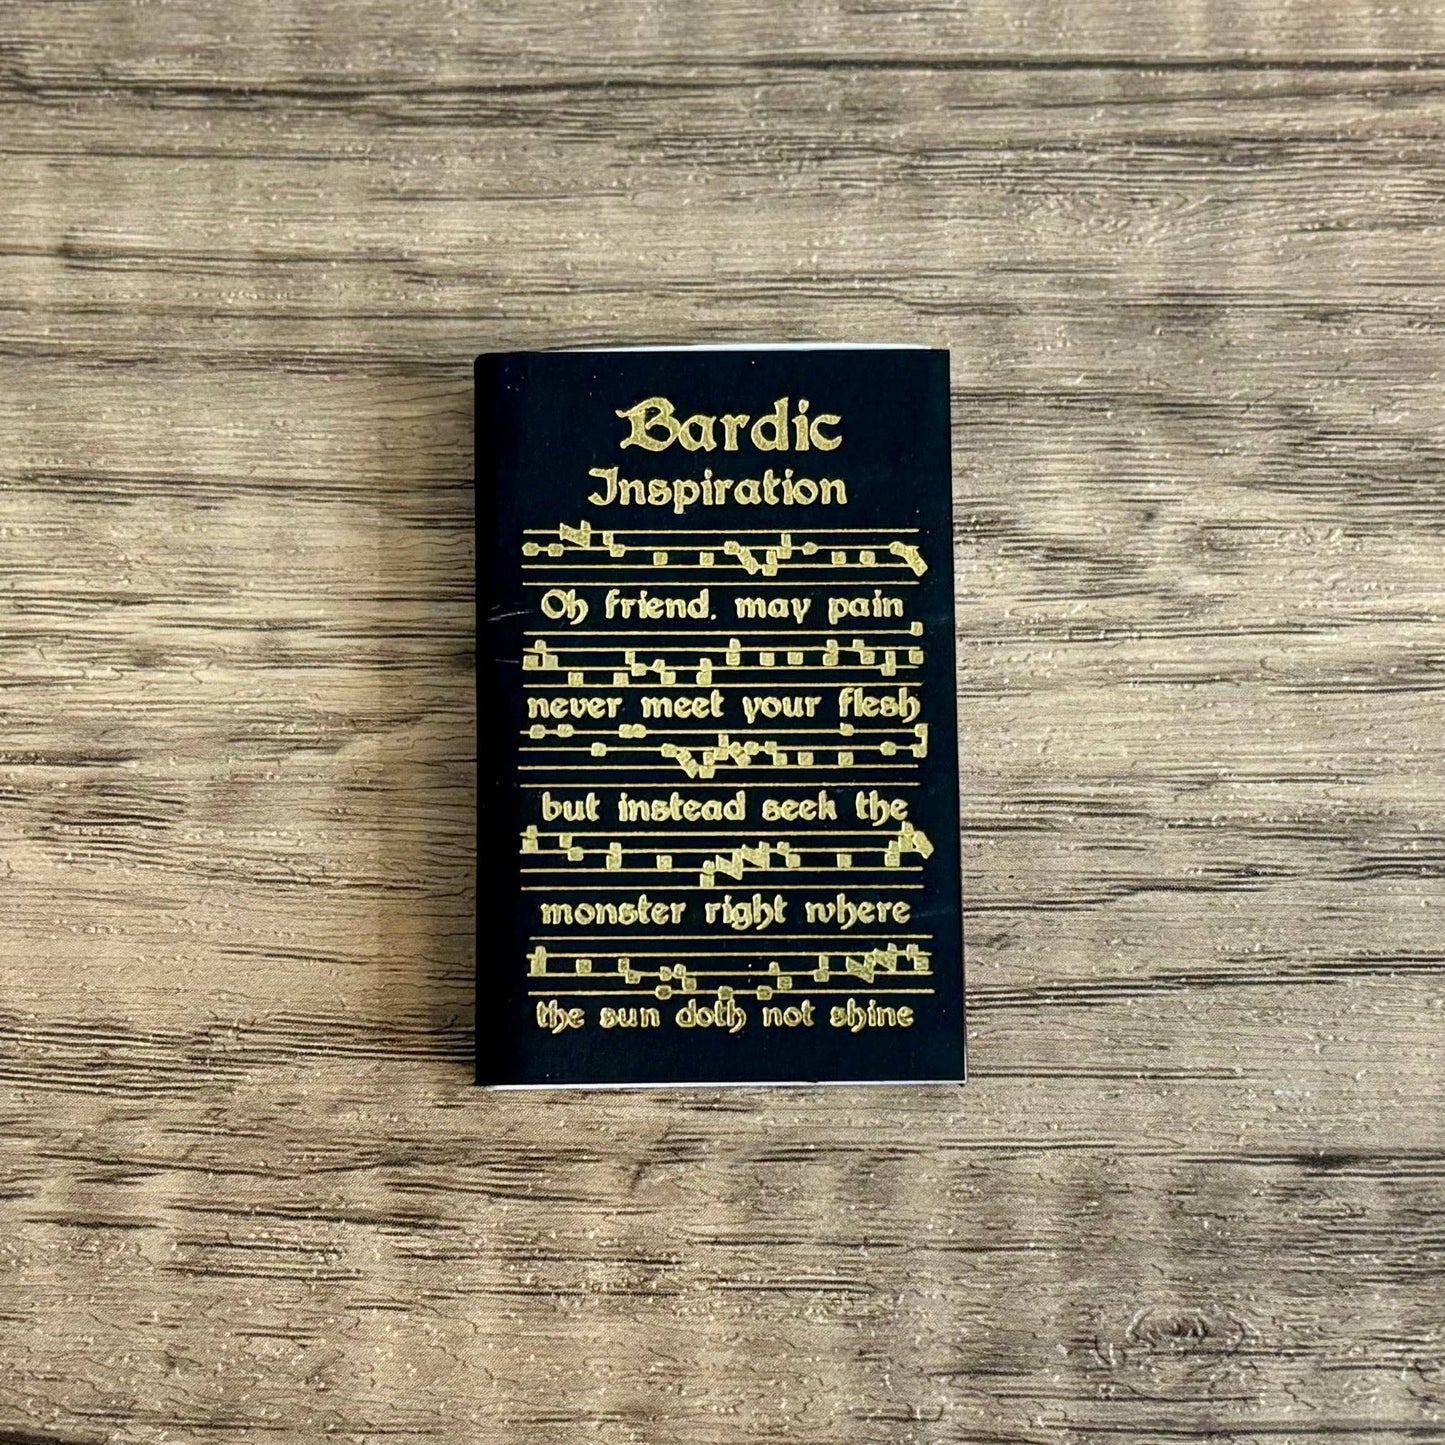 Bardic
Inspiration
Oh friend, may pain
never meet your flesh
but instead seek the
monster right where
the sun doth not shine